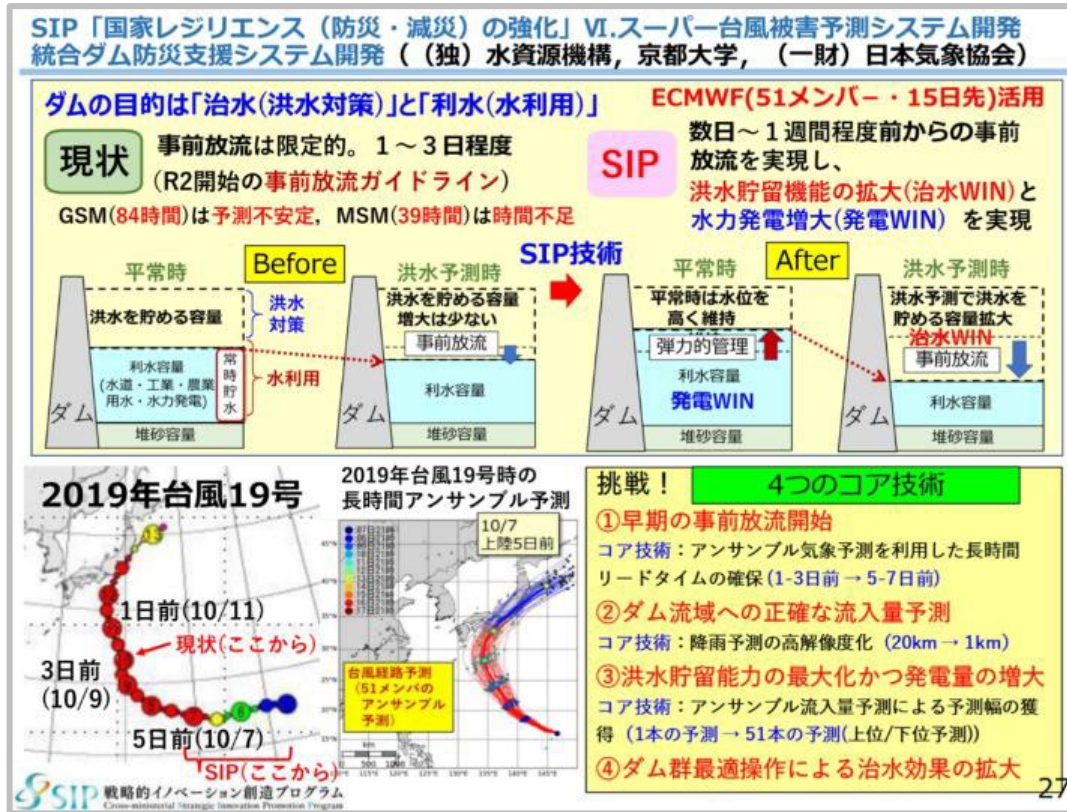 SIP「国家レジリエンス（防災・減災）の強化」Ⅵ.スーパー台風被害予測システム開発
統合ダム防災支援システム開発（（独）水資源機構，京都大学，（一財）日本気象協会）
ダムの目的は「治水(洪水対策)」と「利水(水利用)」
ECMWF(51メンバー・15日先)活用
現状
事前放流は限定的。１～３日程度
(R2開始の事前放流ガイドライン)
GSM(84時間)は予測不安定，MSM(39時間)は時間不足
SIP
数日～１週間程度前からの事前
放流を実現し、
洪水貯留機能の拡大(治水WIN)と
水力発電増大(発電WIN) を実現
SIP技術
平常時
Before
洪水予測時
洪水を貯める容量
洪水
対策
利水容量
(水道・工業・農業
用水・水力発電)
常時貯水
水利用
ダム
堆砂容量
洪水を貯める容量
増大は少ない
事前放流
利水容量
ダム
堆砂容量
平常時
After
洪水予測時
平常時は水位を
高く維持
弾力的管理
利水容量
発電WIN
ダム
堆砂容量
洪水予測で洪水を
貯める容量拡大
治水WIN
事前放流
利水容量
ダム
堆砂容量
2019年台風19号
1日前(10/11)
現状(ここから)
3日前
(10/9)
5日前(10/7)
SIP(ここから)
2019年台風19号時の
長時間アンサンブル予測
10/7
上陸5日前
台風経路予測
(51メンバの
アンサンブル
予測)
挑戦！
4つのコア技術
①早期の事前放流開始
コア技術：アンサンブル気象予測を利用した長時間
リードタイムの確保 (1-3日前 → 5-7日前)
②ダム流域への正確な流入量予測
コア技術：降雨予測の高解像度化 (20km → 1km)
③洪水貯留能力の最大化かつ発電量の増大
コア技術：アンサンブル流入量予測による予測幅の獲
得 (1本の予測 → 51本の予測(上位/下位予測))
④ダム群最適操作による治水効果の拡大
SIP 戦略的イノベーション創造プログラム
Cross-ministerial Strategic Innovation Promotion Program
27